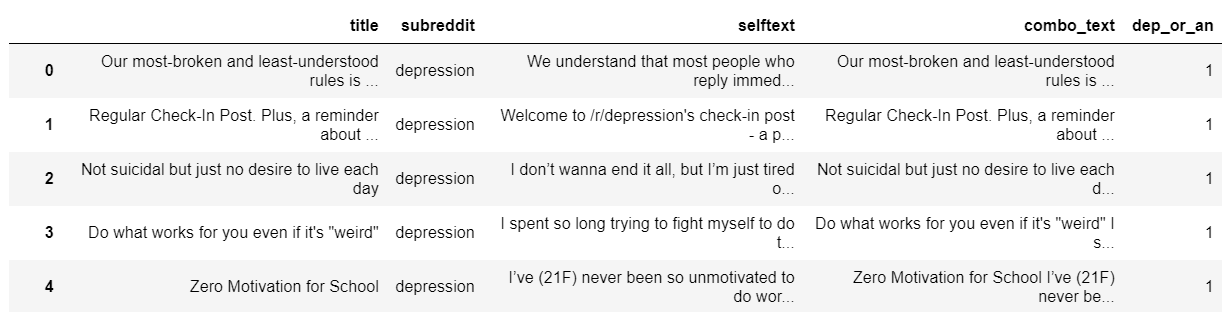 title subreddit selftext combo_text dep_or_an
0 Our most-broken and least-understood rules is ... depression We understand that most people who reply immed... Our most-broken and least-understood rules is ... 1
1 Regular Check-In Post. Plus, a reminder about ... depression Welcome to /r/depression's check-in post - a p... Regular Check-In Post. Plus, a reminder about ... 1
2 Not suicidal but just no desire to live each day depression I don’t wanna end it all, but I’m just tired o... Not suicidal but just no desire to live each d... 1
3 Do what works for you even if it's "weird" depression I spent so long trying to fight myself to do t... Do what works for you even if it's "weird" I s... 1
4 Zero Motivation for School depression I’ve (21F) never been so unmotivated to do wor... Zero Motivation for School I’ve (21F) never be... 1